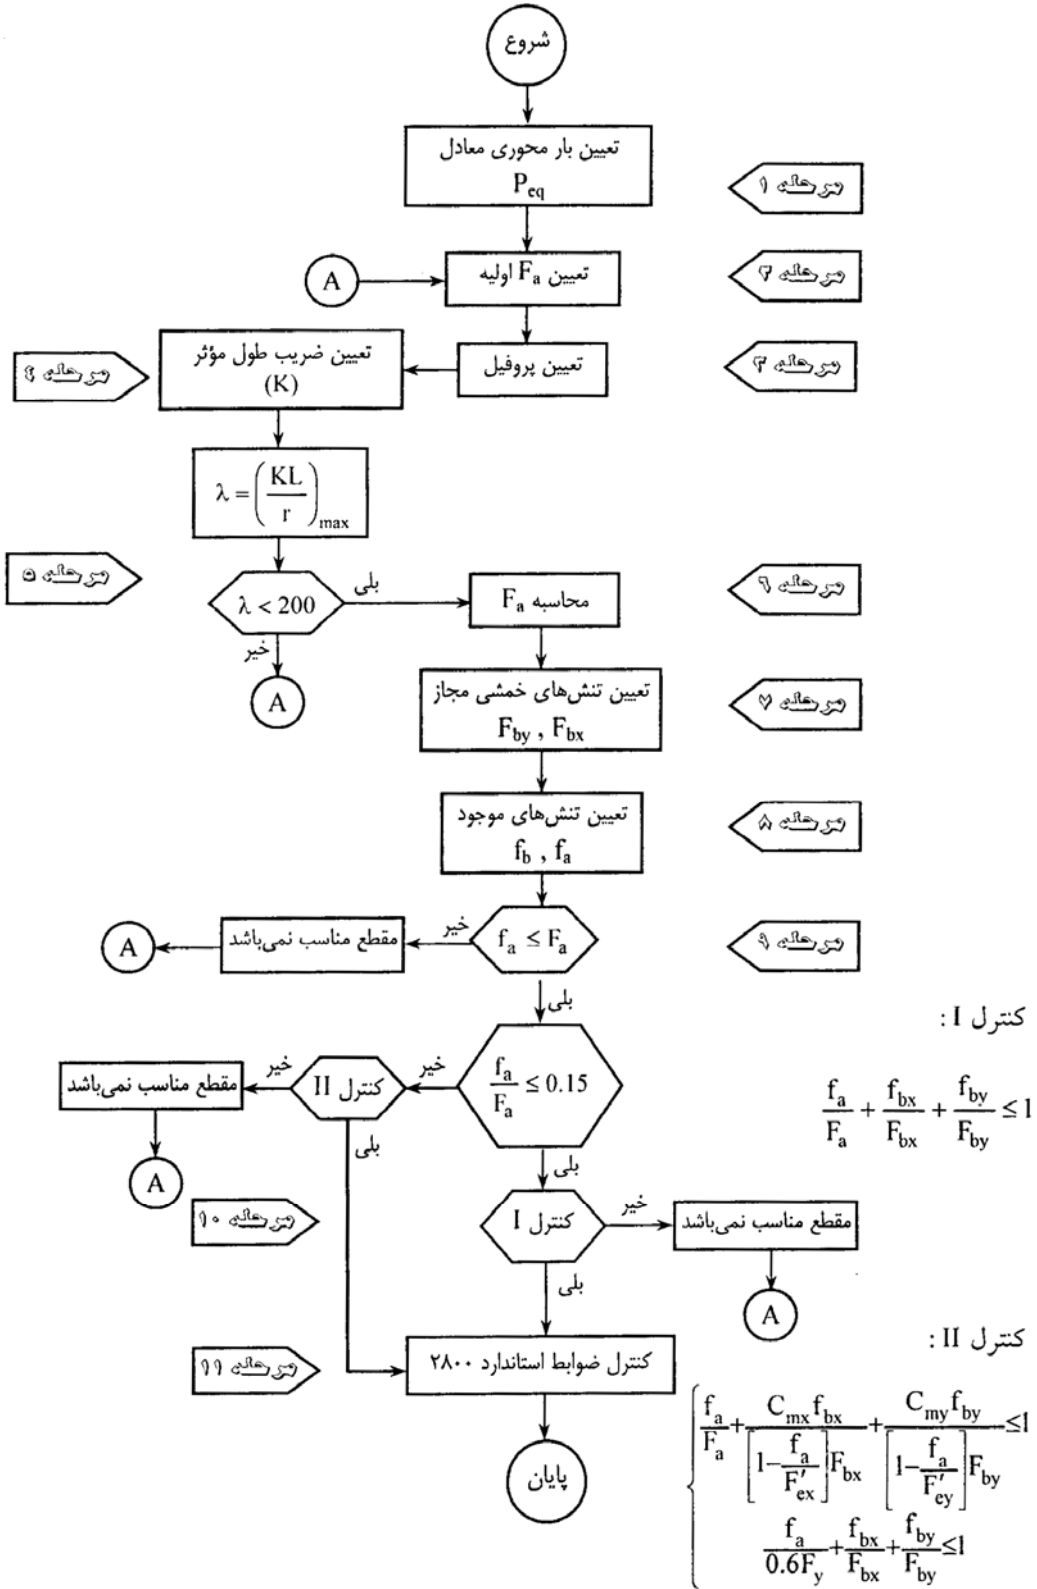 شروع
تعیین بار محوری معادل
P_eq
مرحله ۱
A
تعیین F_a اولیه
مرحله ۲
تعیین پروفیل
مرحله ۳
تعیین ضریب طول مؤثر
(K)
مرحله ۴
λ = (KL/r)_max
مرحله ۵
λ < 200
بلی
خیر
A
محاسبه F_a
مرحله ۶
تعیین تنش‌های خمشی مجاز
F_by , F_bx
مرحله ۷
تعیین تنش‌های موجود
f_b , f_a
مرحله ۸
f_a ≤ F_a
خیر
مقطع مناسب نمی‌باشد
A
مرحله ۹
بلی
f_a/F_a ≤ 0.15
خیر
کنترل II
خیر
مقطع مناسب نمی‌باشد
A
بلی
بلی
کنترل I
خیر
مقطع مناسب نمی‌باشد
A
مرحله ۱۰
بلی
کنترل ضوابط استاندارد ۲۸۰۰
مرحله ۱۱
پایان
کنترل I :
f_a/F_a + f_bx/F_bx + f_by/F_by ≤ 1
کنترل II :
f_a/F_a + C_mx f_bx/[1-f_a/F′_ex]F_bx + C_my f_by/[1-f_a/F′_ey]F_by ≤1
f_a/0.6F_y + f_bx/F_bx + f_by/F_by ≤1